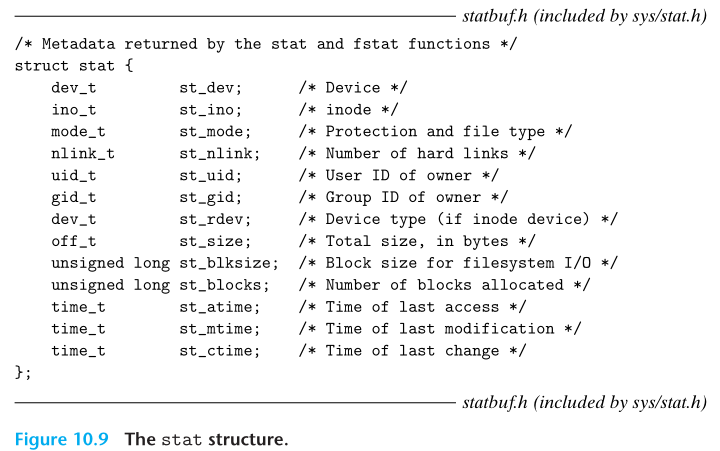 statbuf.h (included by sys/stat.h)
/* Metadata returned by the stat and fstat functions */
struct stat {
    dev_t         st_dev;      /* Device */
    ino_t         st_ino;      /* inode */
    mode_t        st_mode;     /* Protection and file type */
    nlink_t       st_nlink;    /* Number of hard links */
    uid_t         st_uid;      /* User ID of owner */
    gid_t         st_gid;      /* Group ID of owner */
    dev_t         st_rdev;     /* Device type (if inode device) */
    off_t         st_size;     /* Total size, in bytes */
    unsigned long st_blksize;  /* Block size for filesystem I/O */
    unsigned long st_blocks;   /* Number of blocks allocated */
    time_t        st_atime;    /* Time of last access */
    time_t        st_mtime;    /* Time of last modification */
    time_t        st_ctime;    /* Time of last change */
};
statbuf.h (included by sys/stat.h)
Figure 10.9 The stat structure.